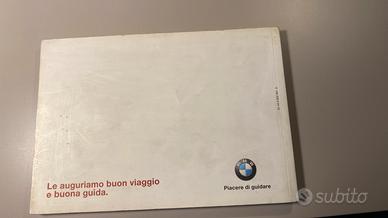 Le auguriamo buon viaggio
e buona guida.
BMW
Piacere di guidare
subito